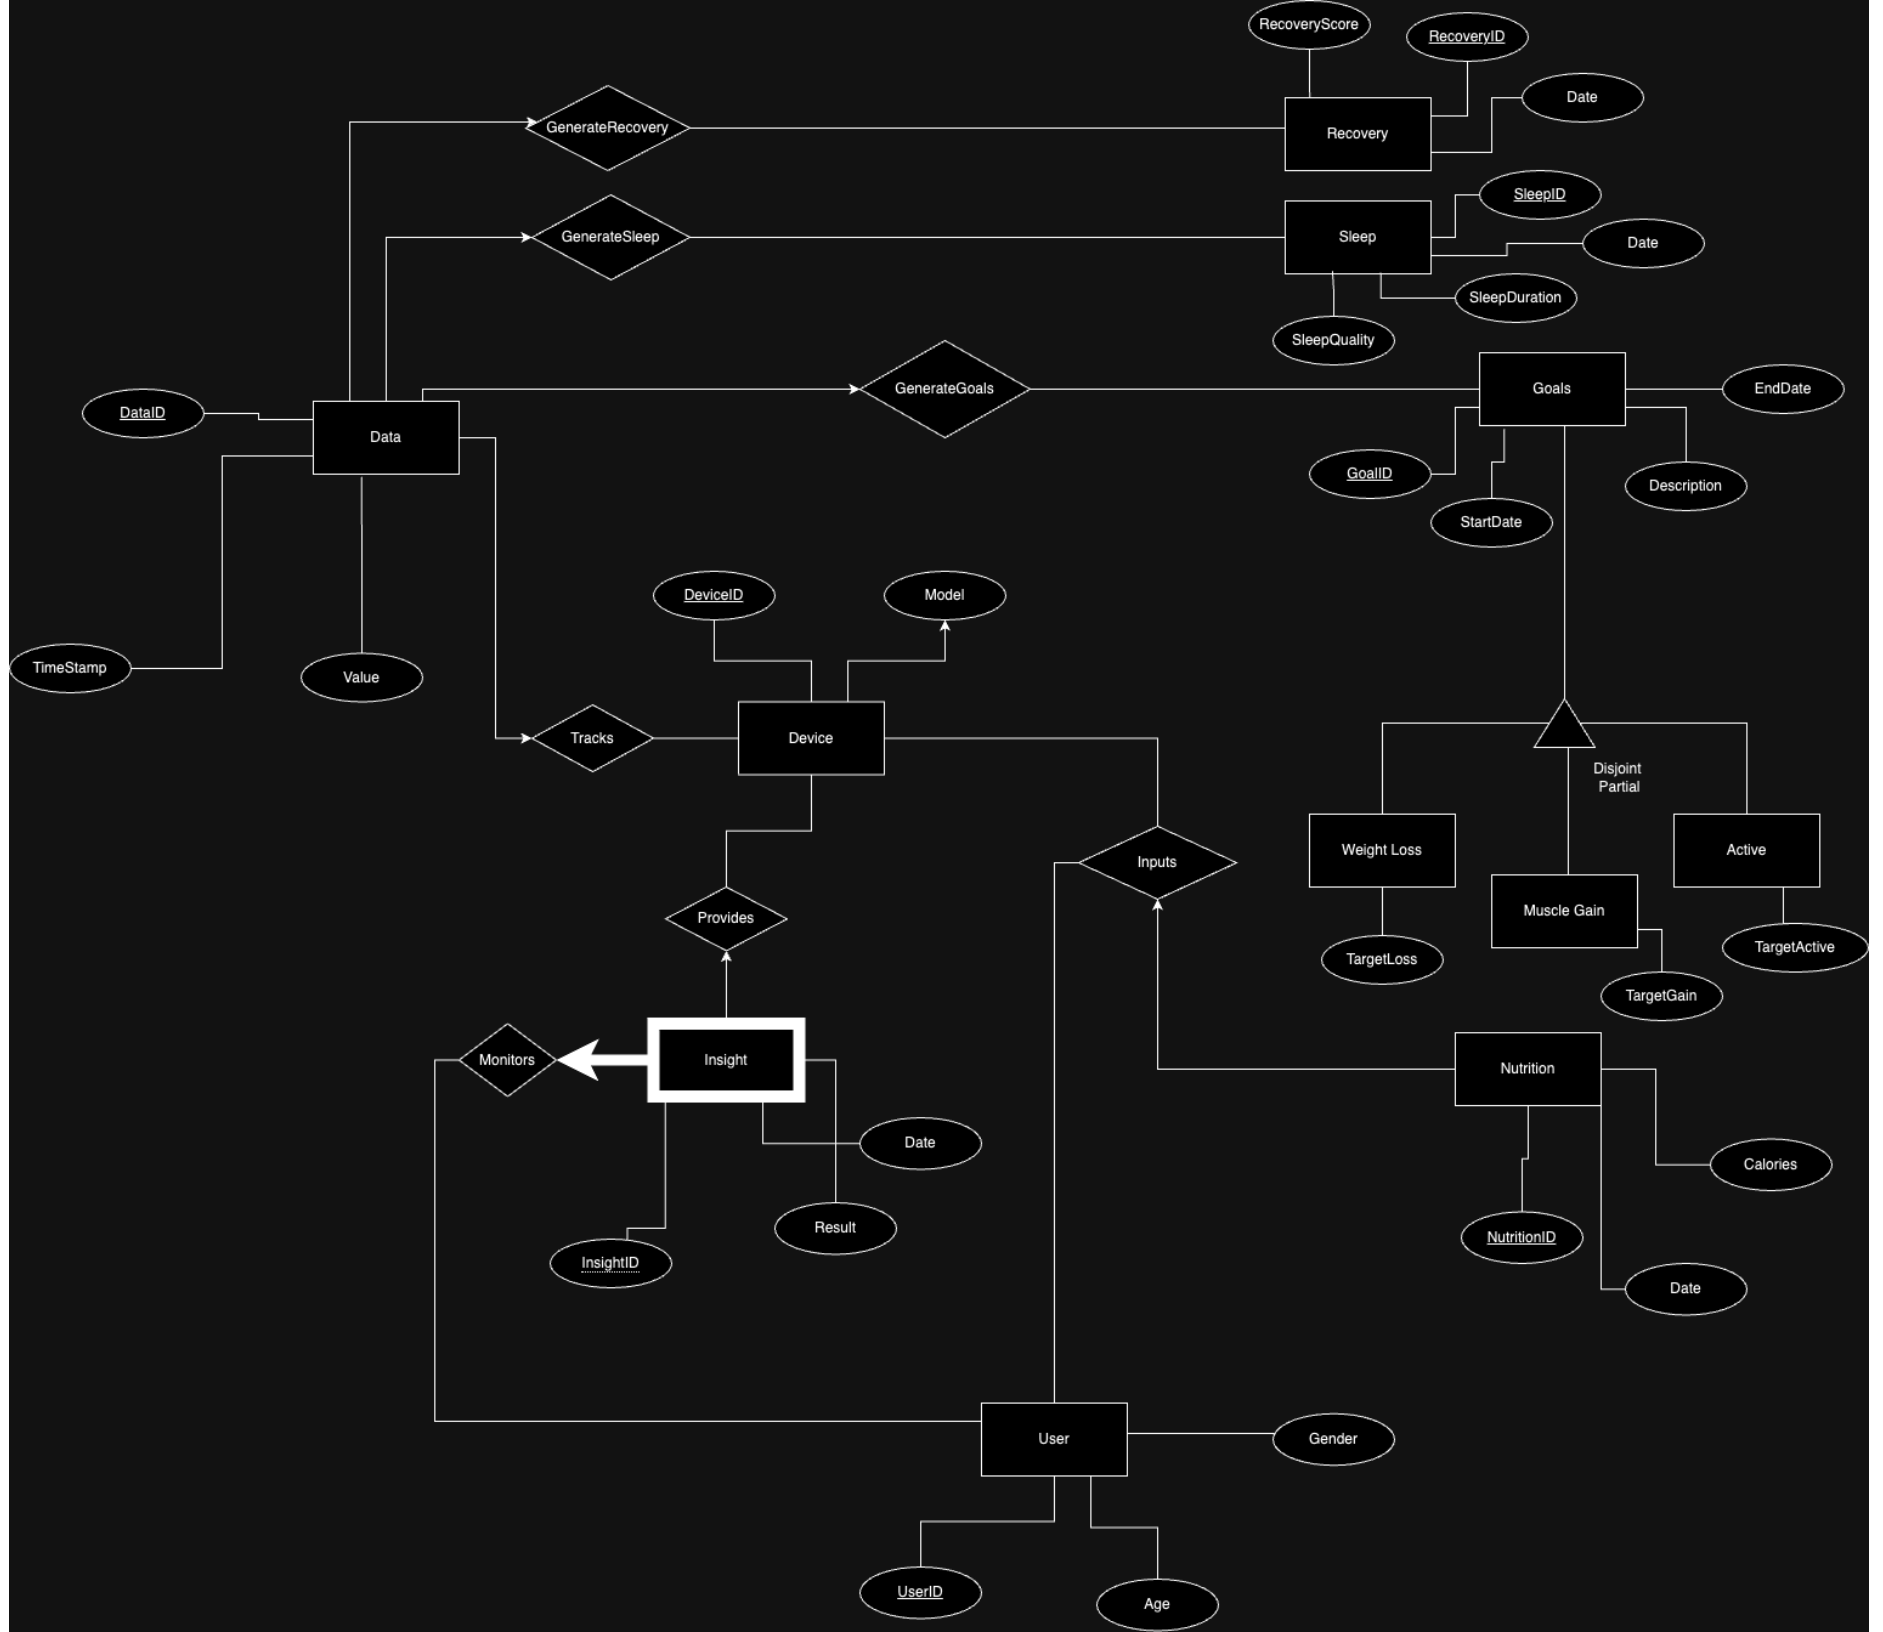 RecoveryScore
RecoveryID
Date
GenerateRecovery
Recovery
SleepID
GenerateSleep
Sleep
Date
SleepDuration
SleepQuality
GenerateGoals
Goals
EndDate
DataID
Data
GoalID
Description
StartDate
DeviceID
Model
TimeStamp
Value
Tracks
Device
Disjoint
Partial
Weight Loss
Active
Inputs
Muscle Gain
Provides
TargetActive
TargetLoss
TargetGain
Monitors
Insight
Nutrition
Date
Calories
Result
NutritionID
InsightID
Date
User
Gender
UserID
Age